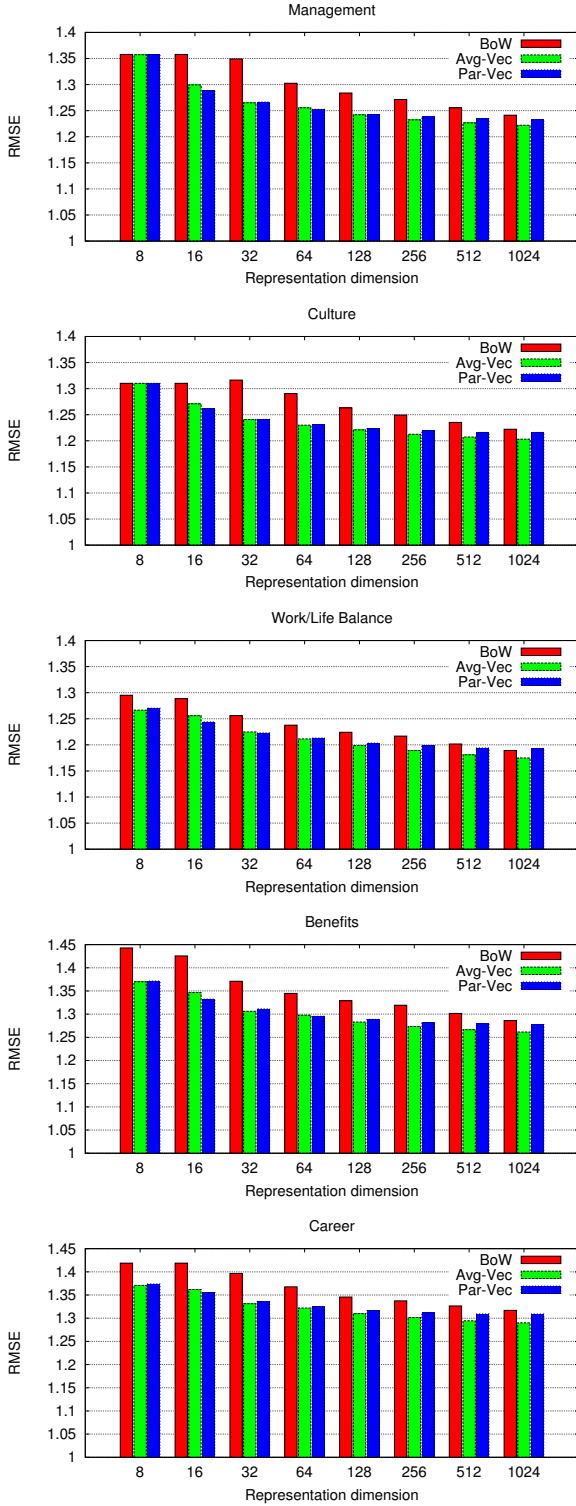 Management
RMSE
1.4
1.35
1.3
1.25
1.2
1.15
1.1
1.05
1
BoW
Avg-Vec
Par-Vec
8 16 32 64 128 256 512 1024
Representation dimension
Culture
RMSE
1.4
1.35
1.3
1.25
1.2
1.15
1.1
1.05
1
BoW
Avg-Vec
Par-Vec
8 16 32 64 128 256 512 1024
Representation dimension
Work/Life Balance
RMSE
1.4
1.35
1.3
1.25
1.2
1.15
1.1
1.05
1
BoW
Avg-Vec
Par-Vec
8 16 32 64 128 256 512 1024
Representation dimension
Benefits
RMSE
1.45
1.4
1.35
1.3
1.25
1.2
1.15
1.1
1.05
1
BoW
Avg-Vec
Par-Vec
8 16 32 64 128 256 512 1024
Representation dimension
Career
RMSE
1.45
1.4
1.35
1.3
1.25
1.2
1.15
1.1
1.05
1
BoW
Avg-Vec
Par-Vec
8 16 32 64 128 256 512 1024
Representation dimension